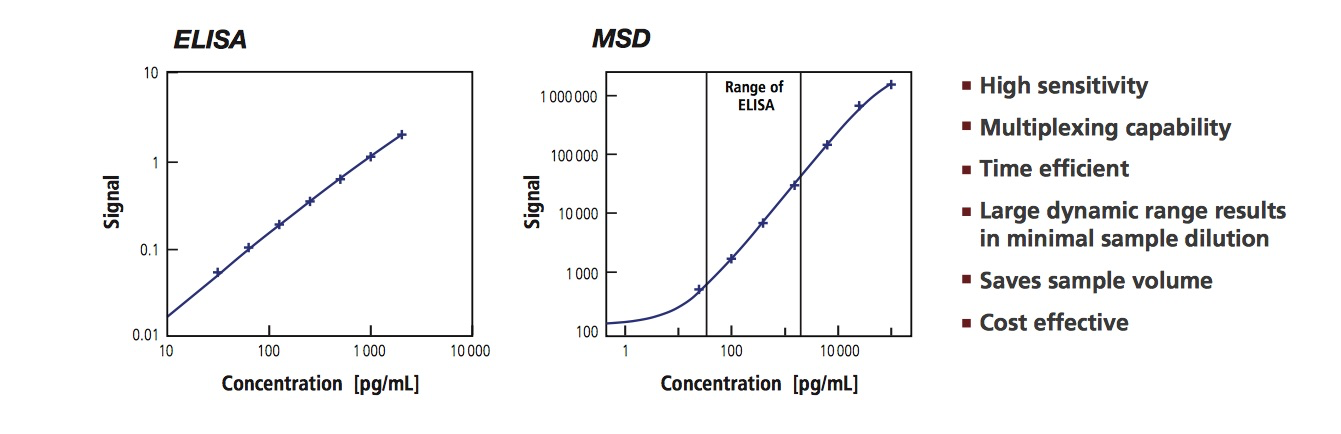 ELISA
10
1
0.1
0.01
10
100
1 000
10 000
Signal
Concentration [pg/mL]
MSD
Range of
ELISA
1 000 000
100 000
10 000
1 000
100
1
100
10 000
Signal
Concentration [pg/mL]
▪ High sensitivity
▪ Multiplexing capability
▪ Time efficient
▪ Large dynamic range results
in minimal sample dilution
▪ Saves sample volume
▪ Cost effective